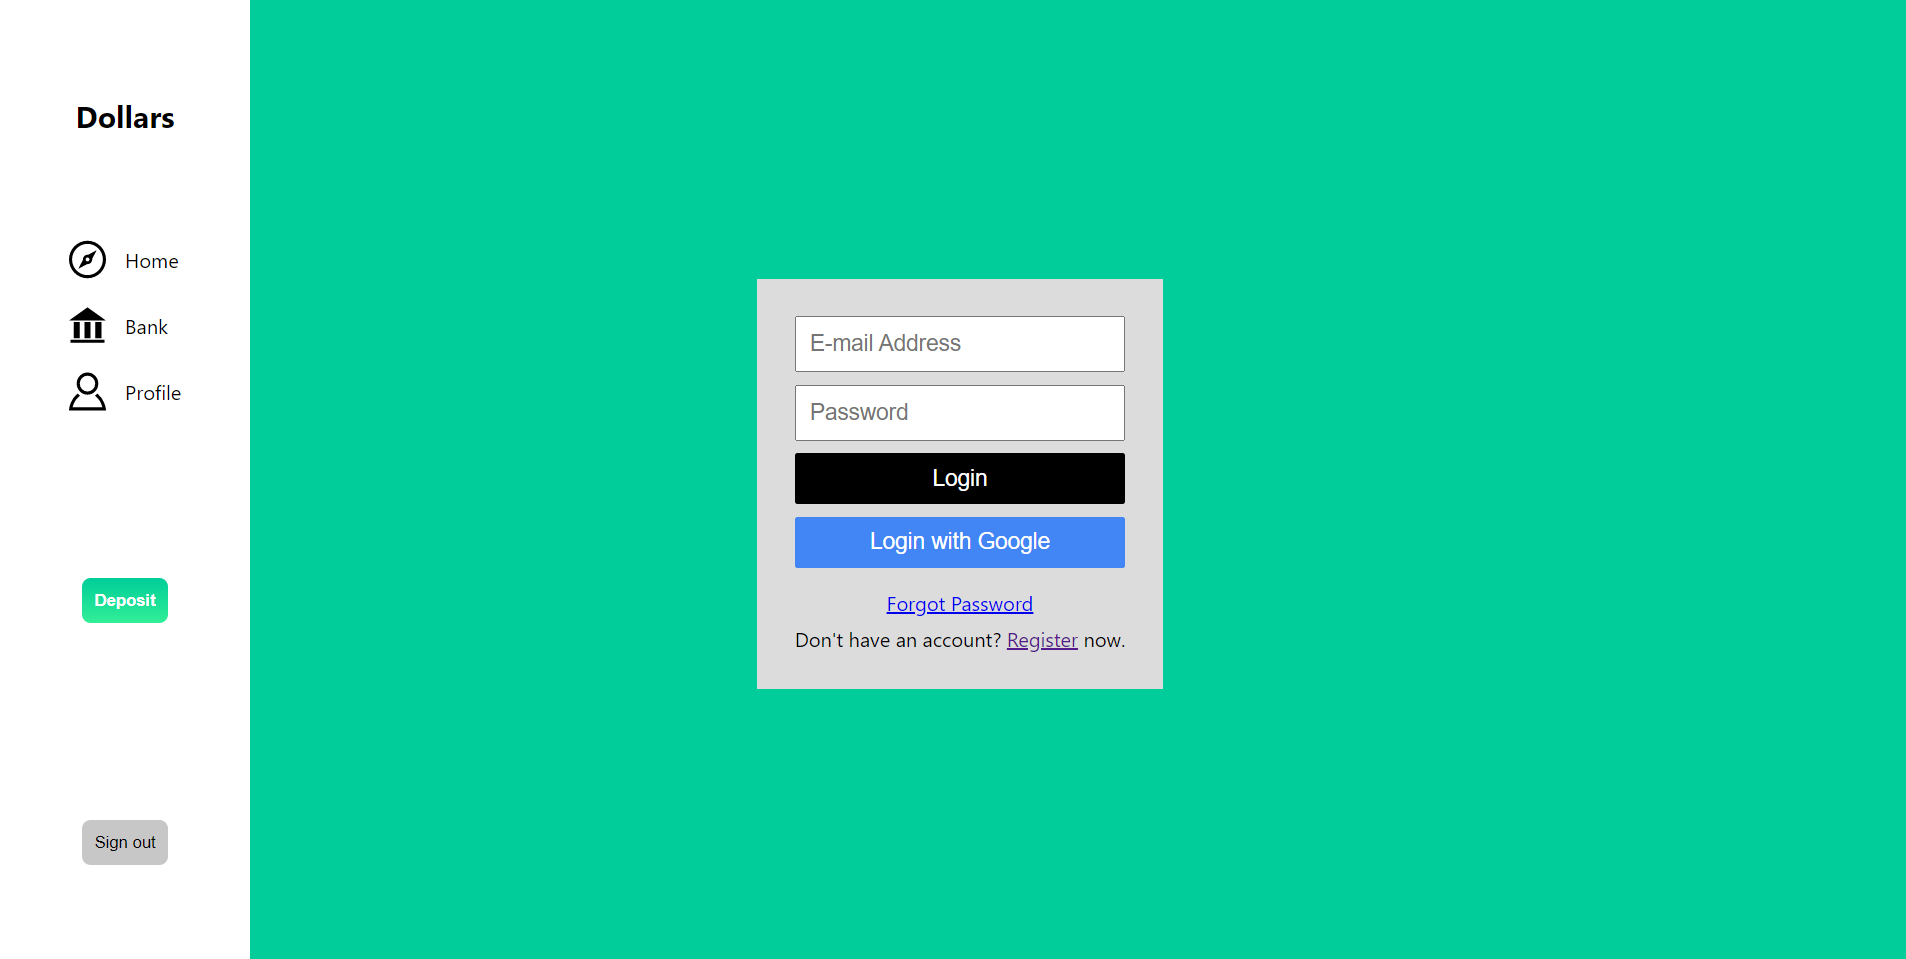 Dollars
Home
Bank
Profile
Deposit
Sign out
E-mail Address
Password
Login
Login with Google
Forgot Password
Don't have an account? Register now.